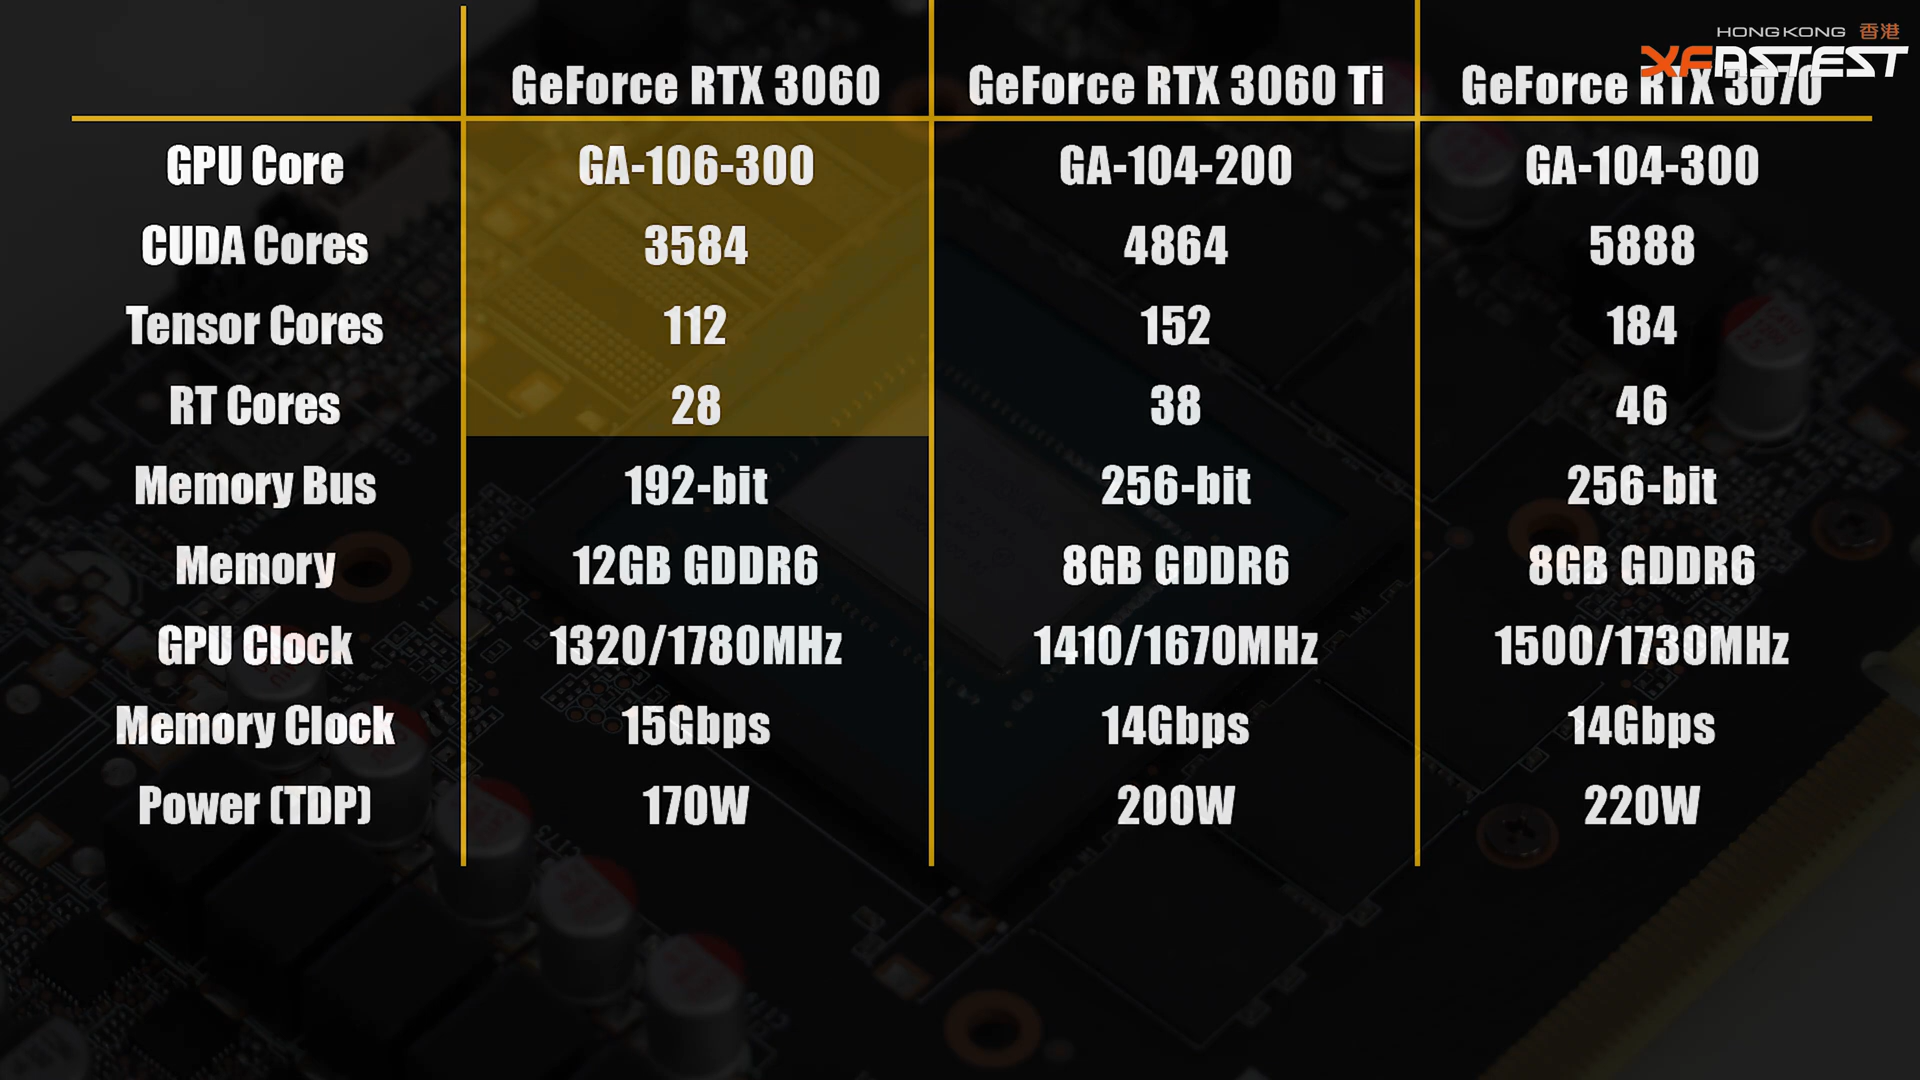 HONG KONG 香港
XFASTEST
GeForce RTX 3060 GeForce RTX 3060 Ti GeForce RTX 3070
GPU Core GA-106-300 GA-104-200 GA-104-300
CUDA Cores 3584 4864 5888
Tensor Cores 112 152 184
RT Cores 28 38 46
Memory Bus 192-bit 256-bit 256-bit
Memory 12GB GDDR6 8GB GDDR6 8GB GDDR6
GPU Clock 1320/1780MHz 1410/1670MHz 1500/1730MHz
Memory Clock 15Gbps 14Gbps 14Gbps
Power (TDP) 170W 200W 220W